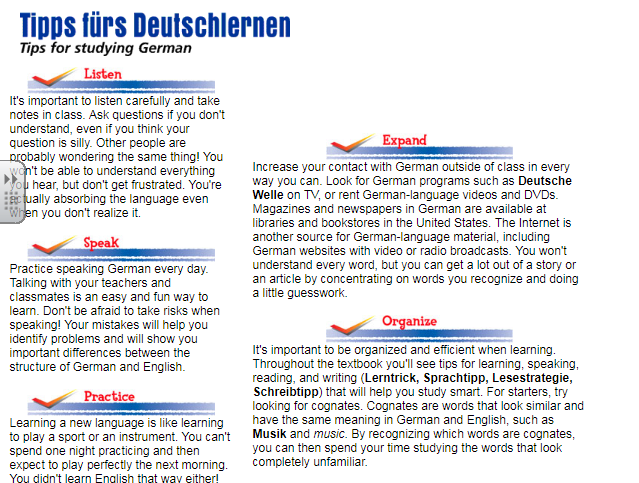 Tipps fürs Deutschlernen
Tips for studying German
Listen
It's important to listen carefully and take
notes in class. Ask questions if you don't
understand, even if you think your
question is silly. Other people are
probably wondering the same thing! You
won't be able to understand everything
you hear, but don't get frustrated. You're
actually absorbing the language even
when you don't realize it.
Speak
Practice speaking German every day.
Talking with your teachers and
classmates is an easy and fun way to
learn. Don't be afraid to take risks when
speaking! Your mistakes will help you
identify problems and will show you
important differences between the
structure of German and English.
Practice
Learning a new language is like learning
to play a sport or an instrument. You can't
spend one night practicing and then
expect to play perfectly the next morning.
You didn't learn English that way either!
Expand
Increase your contact with German outside of class in every
way you can. Look for German programs such as Deutsche
Welle on TV, or rent German-language videos and DVDs.
Magazines and newspapers in German are available at
libraries and bookstores in the United States. The Internet is
another source for German-language material, including
German websites with video or radio broadcasts. You won't
understand every word, but you can get a lot out of a story or
an article by concentrating on words you recognize and doing
a little guesswork.
Organize
It's important to be organized and efficient when learning.
Throughout the textbook you'll see tips for learning, speaking,
reading, and writing (Lerntrick, Sprachtipp, Lesestrategie,
Schreibtipp) that will help you study smart. For starters, try
looking for cognates. Cognates are words that look similar and
have the same meaning in German and English, such as
Musik and music. By recognizing which words are cognates,
you can then spend your time studying the words that look
completely unfamiliar.